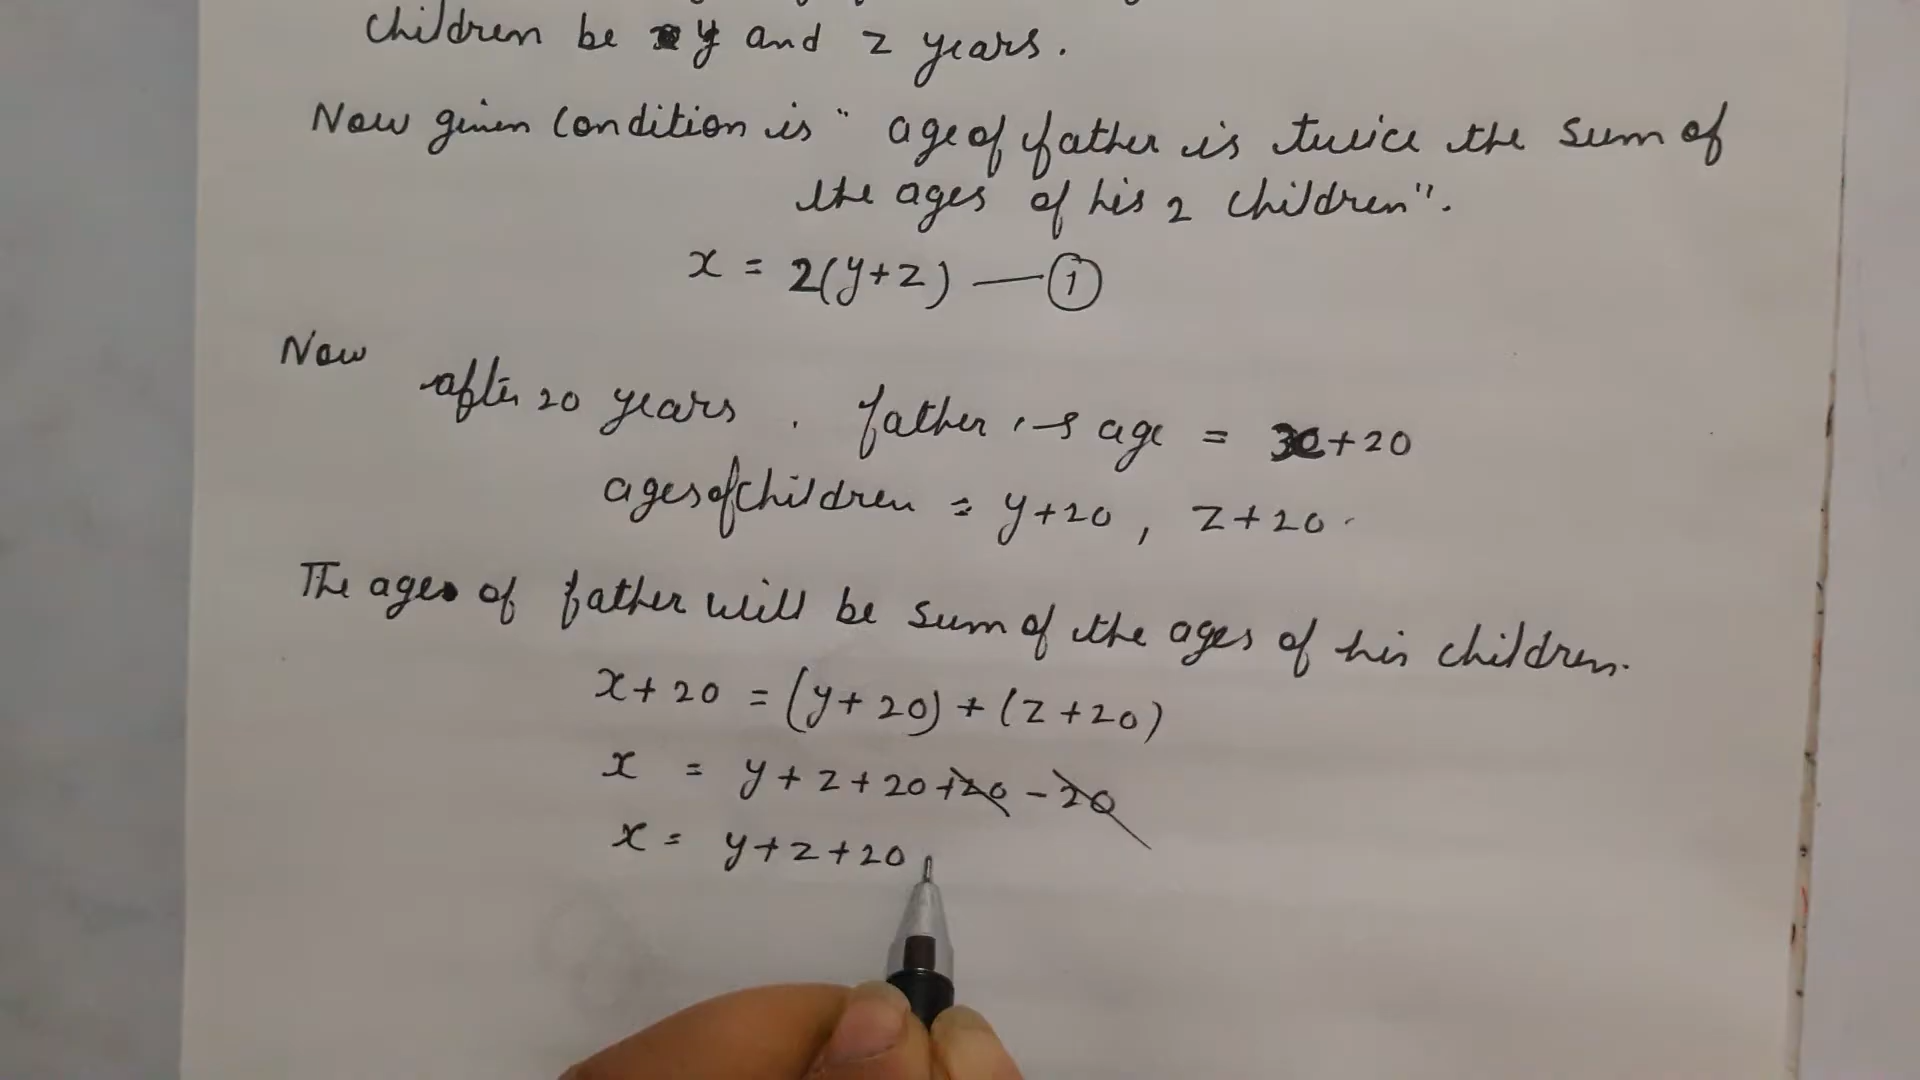 children be y and z years.
Now given condition is " age of father is twice the sum of
the ages of his 2 children".
x = 2(y+z) — ①
Now
after 20 years. father's age = x+20
ages of children = y+20, z+20.
The age of father will be sum of the ages of his children.
x+20 = (y+20) + (z+20)
x = y+z+20+20-20
x = y+z+20